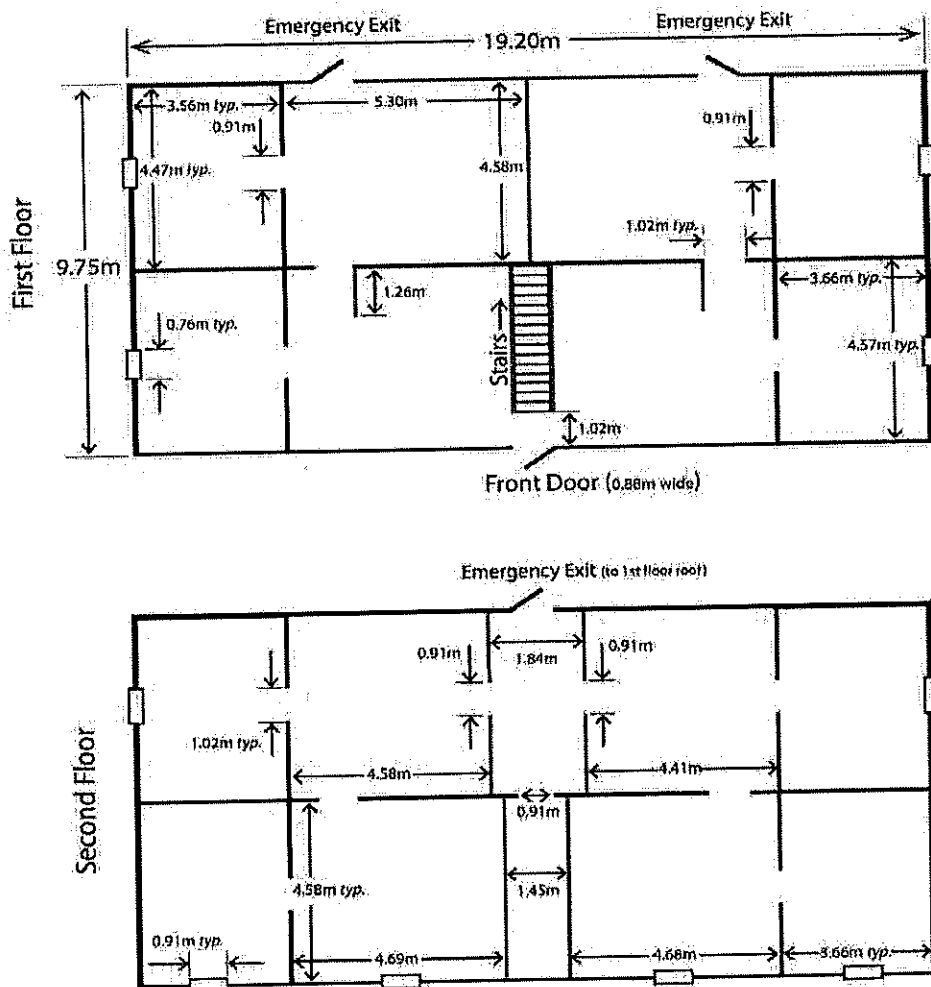 Emergency Exit
Emergency Exit
19.20m
3.56m typ.
5.30m
0.91m
0.91m
4.47m typ.
4.58m
1.02m typ.
First Floor
9.75m
1.26m
3.66m typ.
0.76m typ.
Stairs
4.57m typ.
1.02m
Front Door (0.88m wide)
Emergency Exit (to 1st floor roof)
0.91m
1.84m
0.91m
1.02m typ.
4.58m
4.41m
Second Floor
0.91m
4.58m typ.
1.45m
0.91m typ.
4.69m
4.68m
3.66m typ.